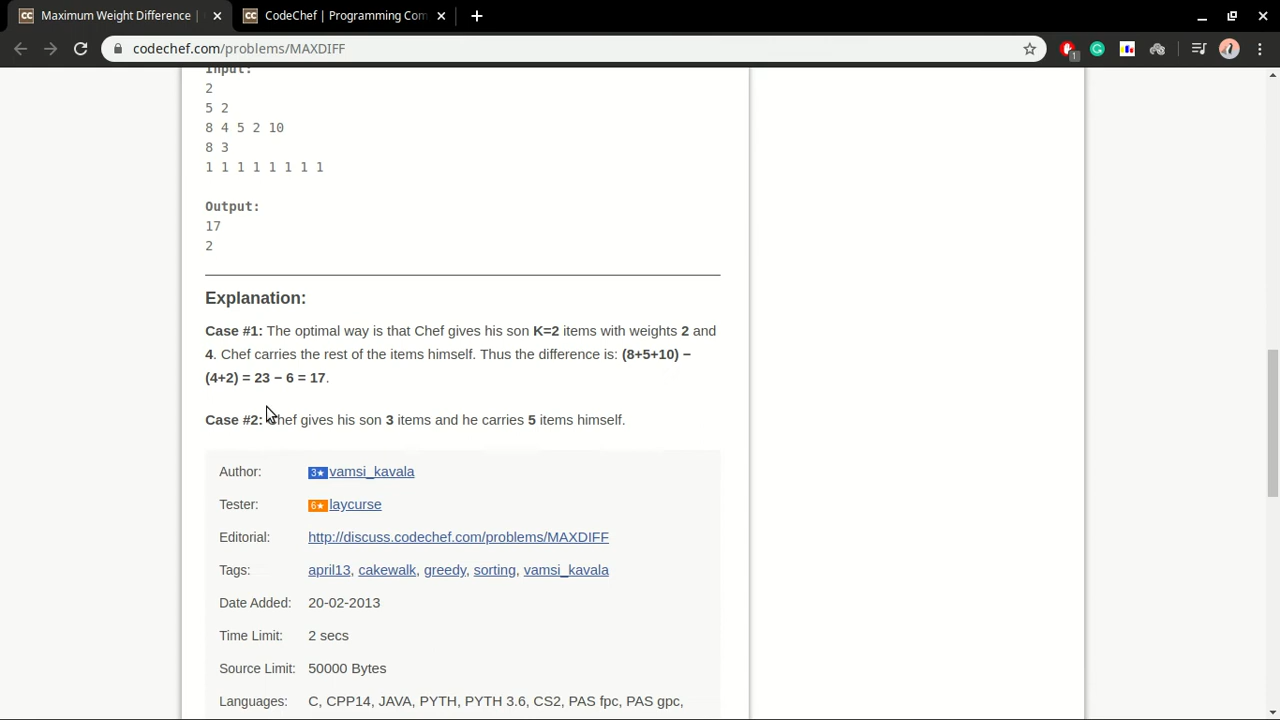 Maximum Weight Difference |
CodeChef | Programming Com
codechef.com/problems/MAXDIFF
1
Input:
2
5 2
8 4 5 2 10
8 3
1 1 1 1 1 1 1 1
Output:
17
2
Explanation:
Case #1: The optimal way is that Chef gives his son K=2 items with weights 2 and
4. Chef carries the rest of the items himself. Thus the difference is: (8+5+10) −
(4+2) = 23 − 6 = 17.
Case #2: Chef gives his son 3 items and he carries 5 items himself.
Author: 3★ vamsi_kavala
Tester: 6★ laycurse
Editorial: http://discuss.codechef.com/problems/MAXDIFF
Tags: april13, cakewalk, greedy, sorting, vamsi_kavala
Date Added: 20-02-2013
Time Limit: 2 secs
Source Limit: 50000 Bytes
Languages: C, CPP14, JAVA, PYTH, PYTH 3.6, CS2, PAS fpc, PAS gpc,